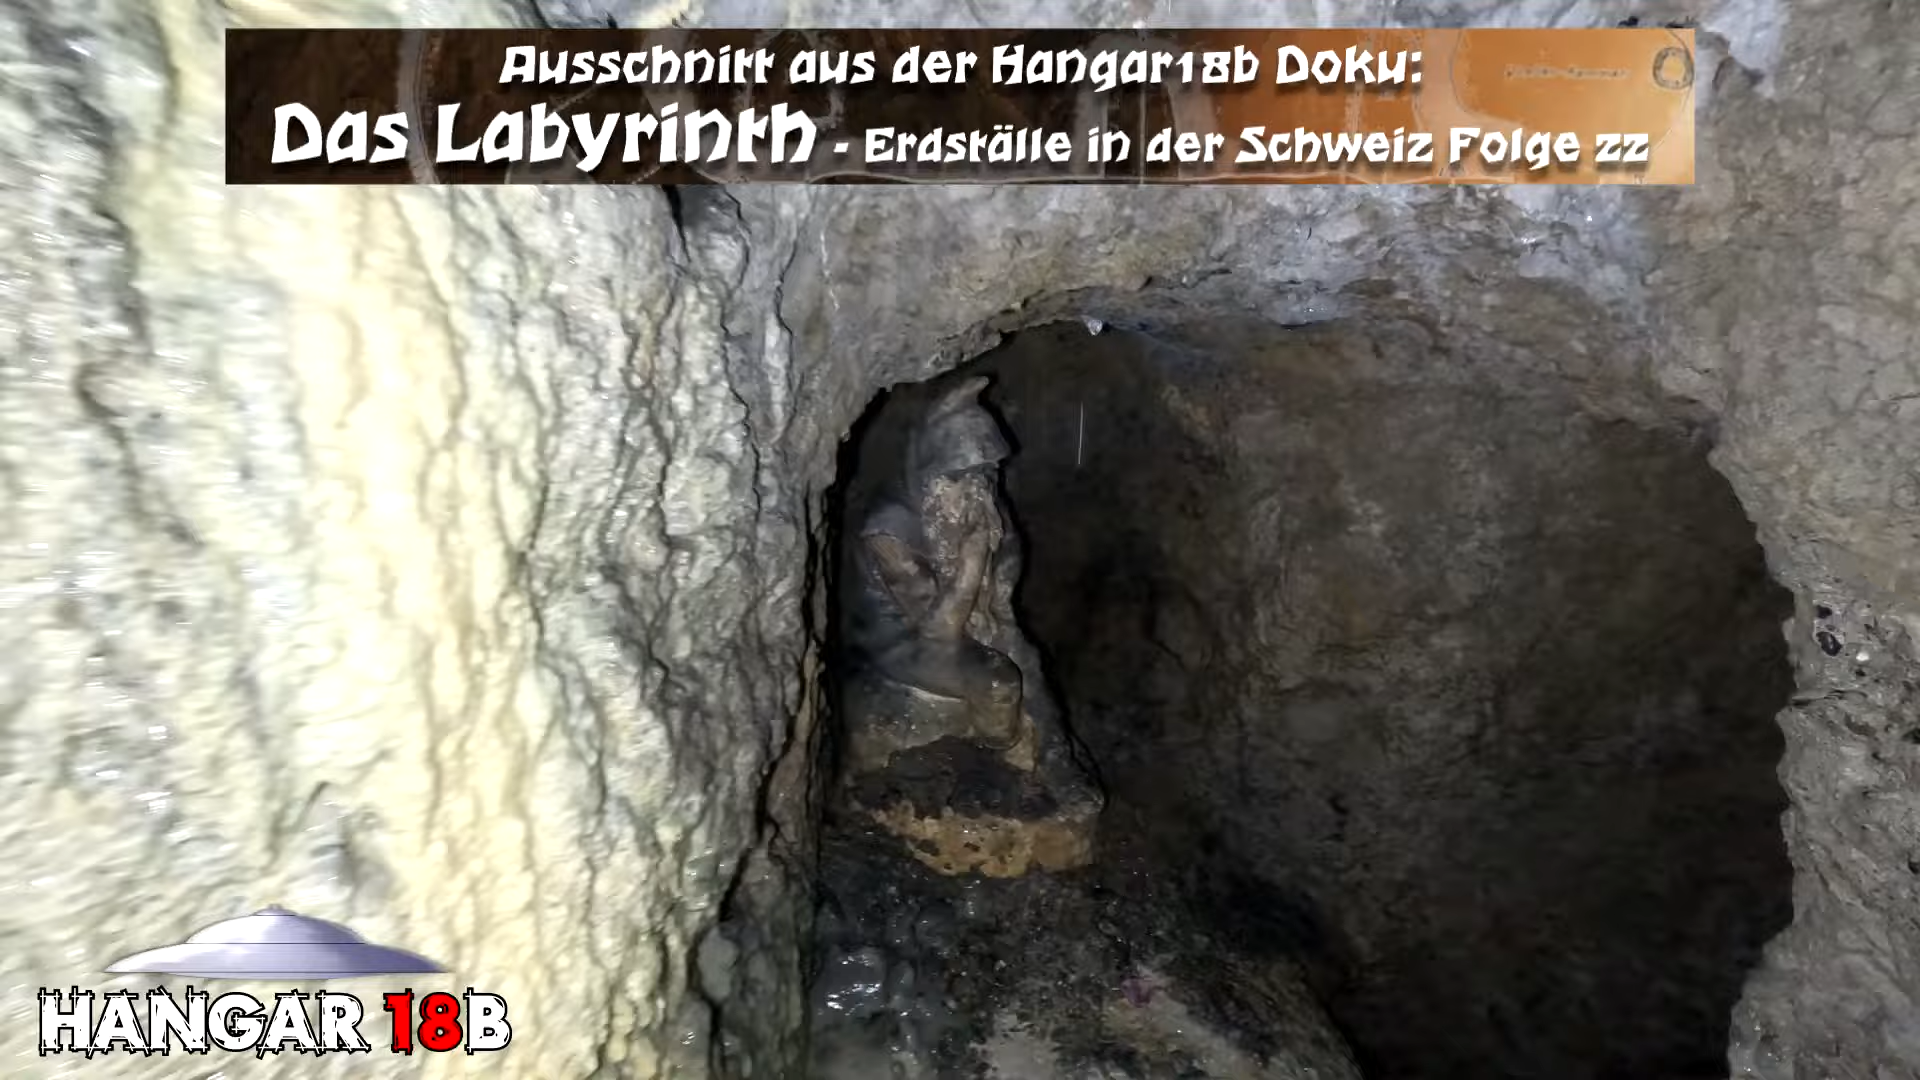 Ausschnitt aus der Hangar18b Doku:
Das Labyrinth - Erdställe in der Schweiz Folge 22
HANGAR 18B